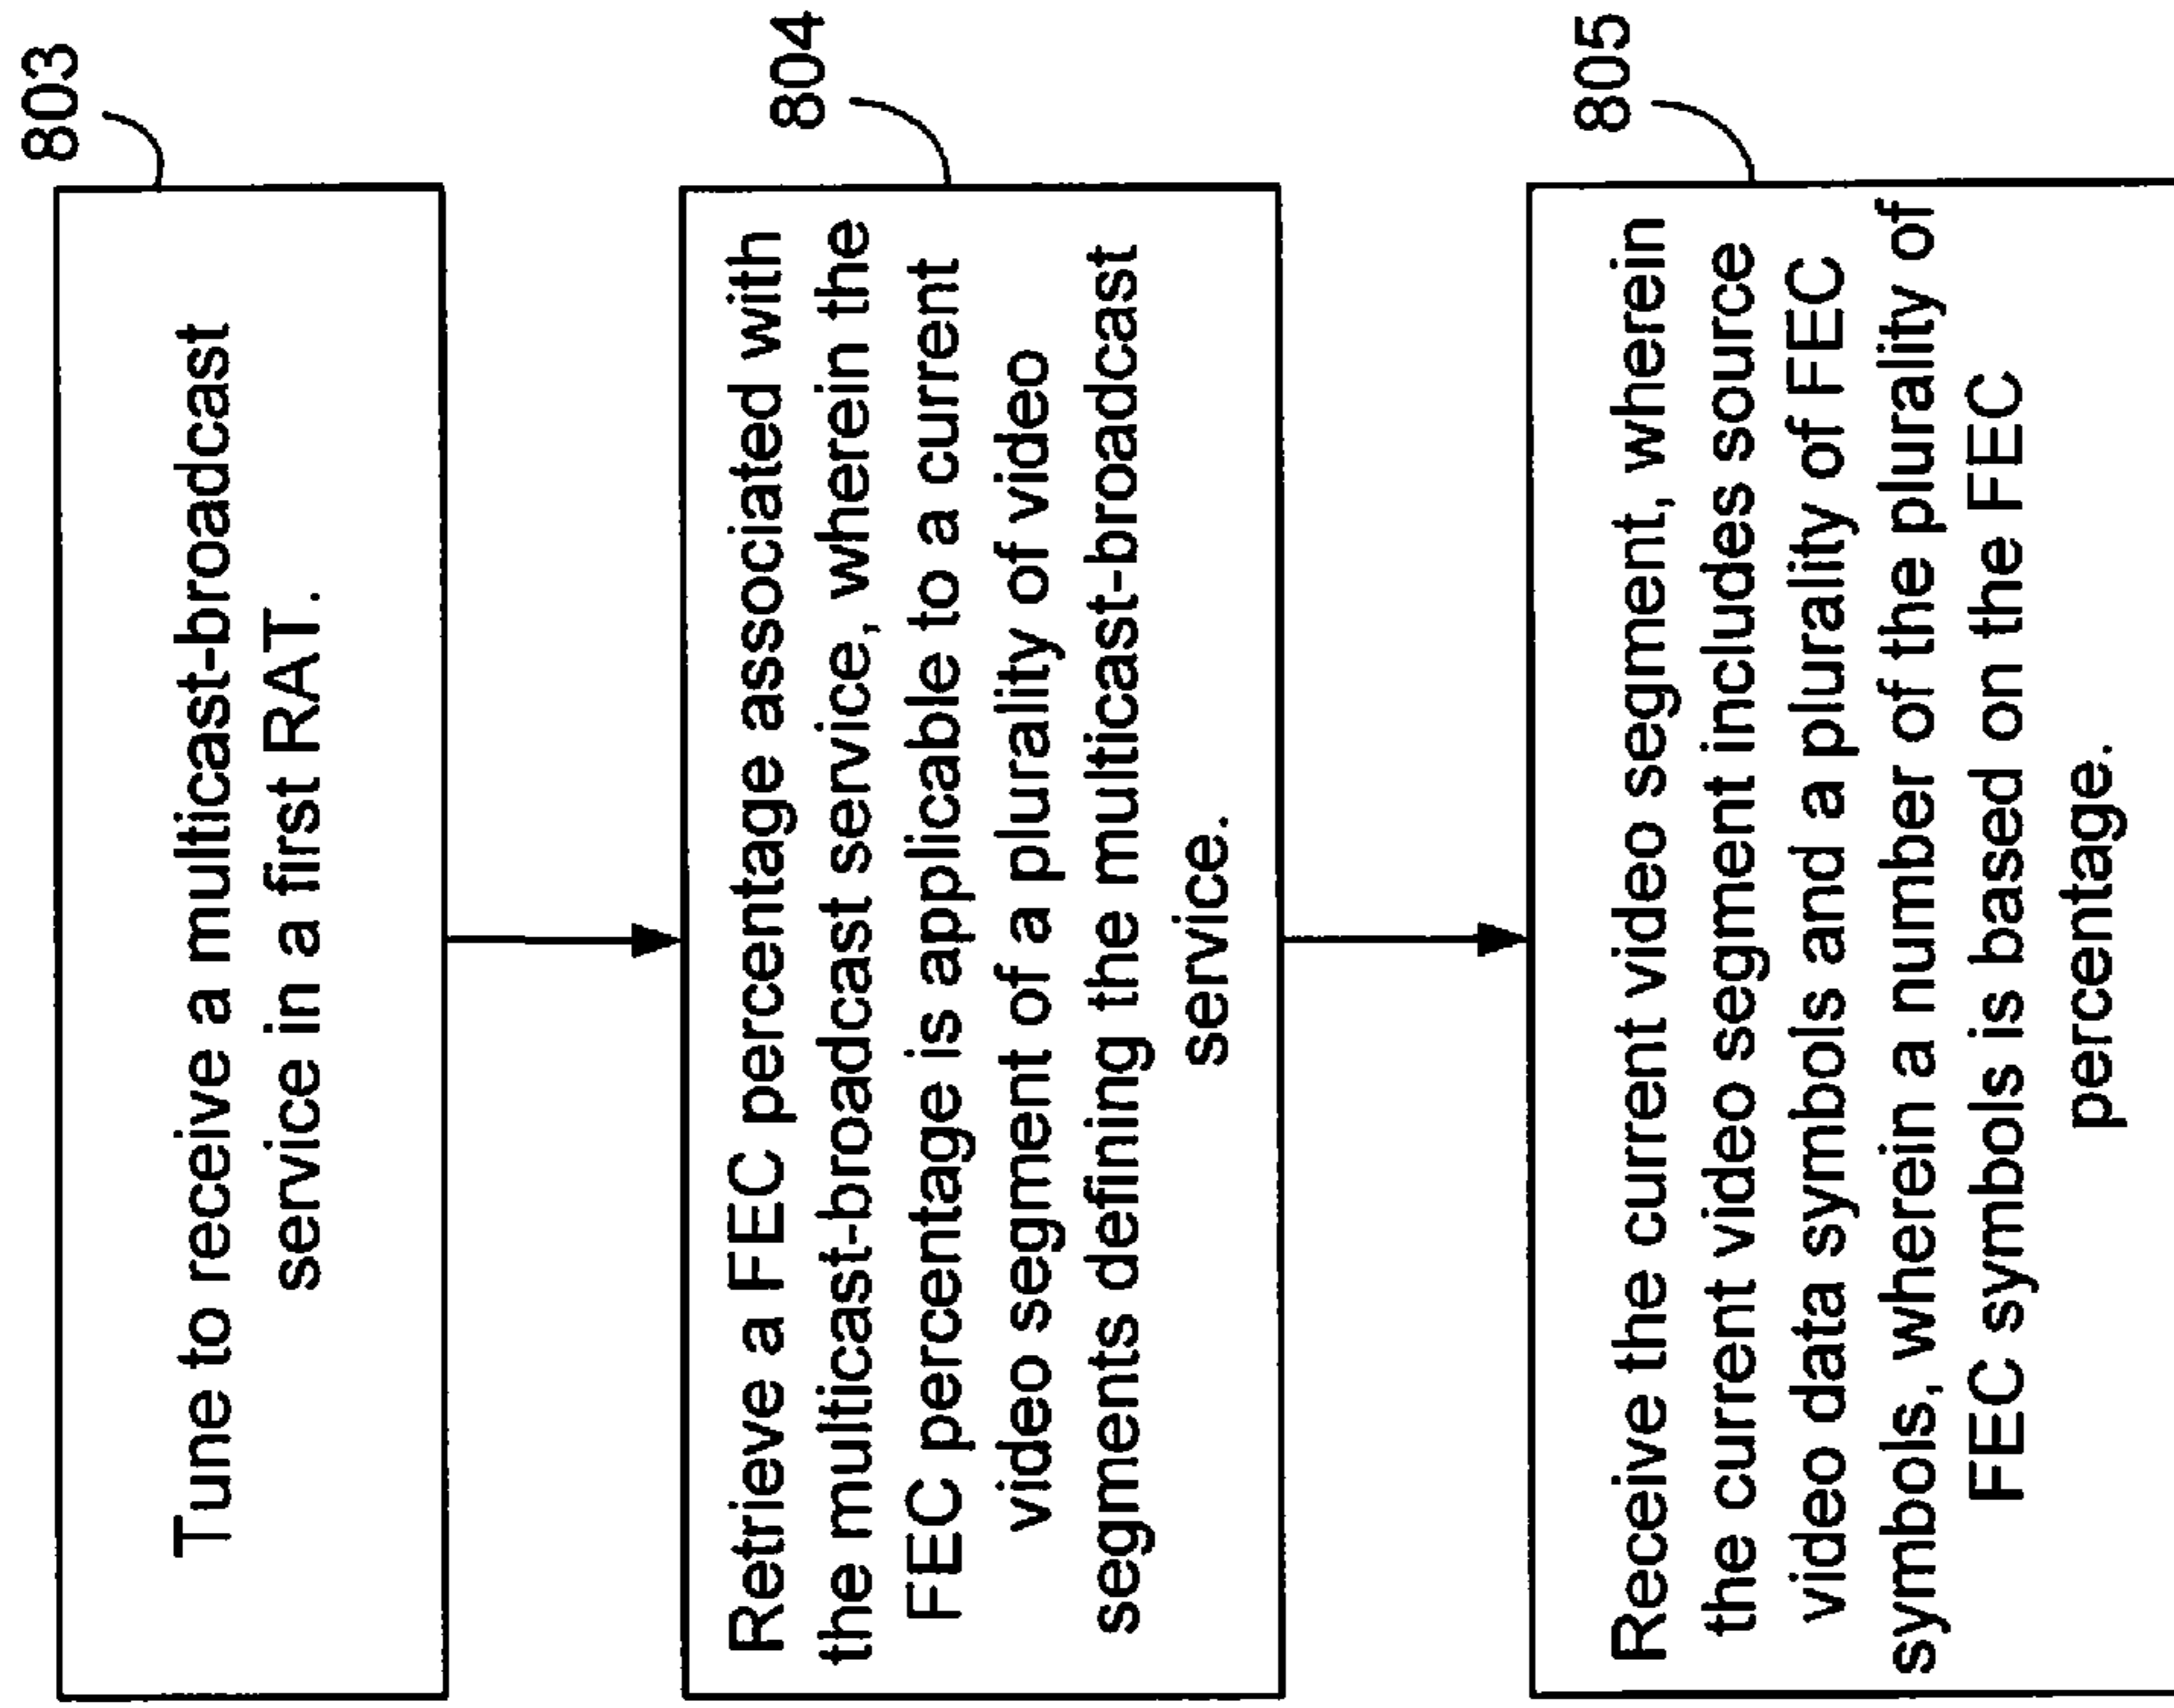 803
Tune to receive a multicast-broadcast
service in a first RAT.
804
Retrieve a FEC percentage associated with
the multicast-broadcast service, wherein the
FEC percentage is applicable to a current
video segment of a plurality of video
segments defining the multicast-broadcast
service.
805
Receive the current video segment, wherein
the current video segment includes source
video data symbols and a plurality of FEC
symbols, wherein a number of the plurality of
FEC symbols is based on the FEC
percentage.